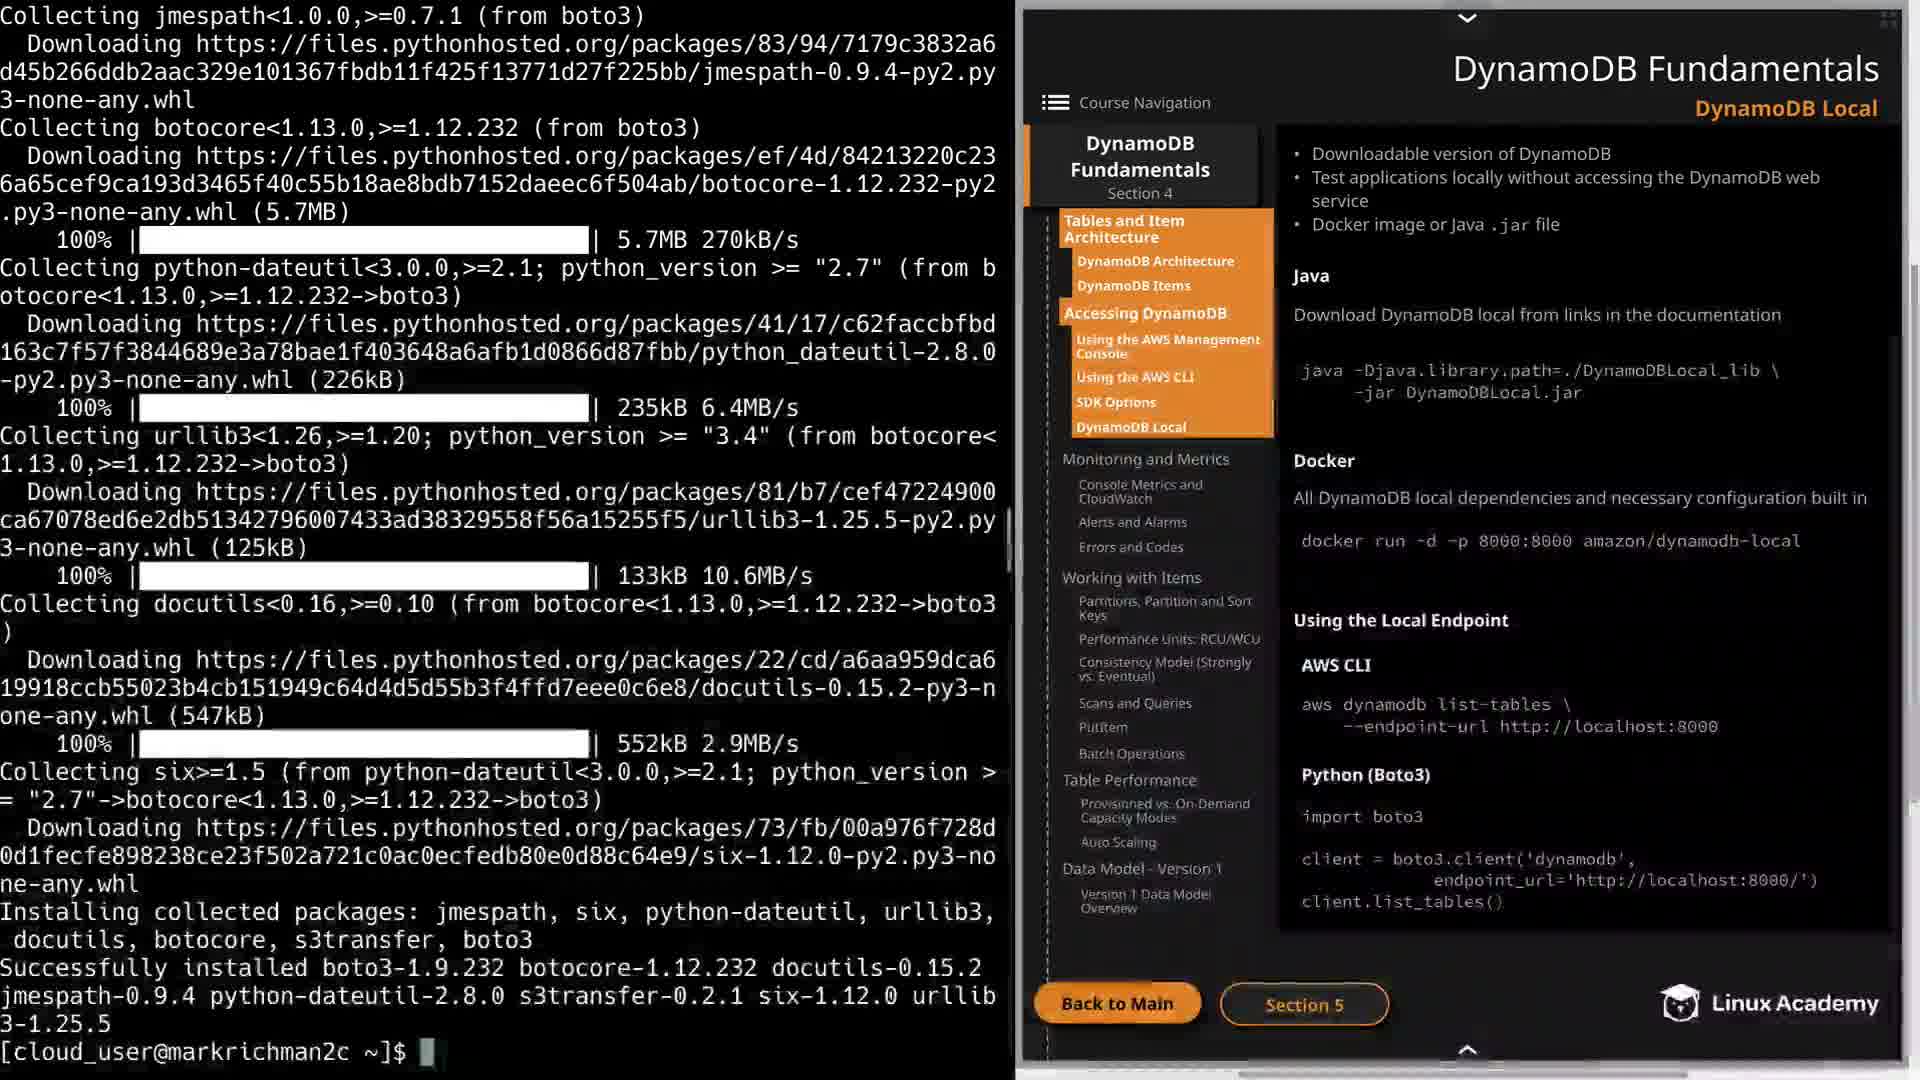 Collecting jmespath<1.0.0,>=0.7.1 (from boto3)
  Downloading https://files.pythonhosted.org/packages/83/94/7179c3832a6
d45b266ddb2aac329e101367fbdb11f425f13771d27f225bb/jmespath-0.9.4-py2.py
3-none-any.whl
Collecting botocore<1.13.0,>=1.12.232 (from boto3)
  Downloading https://files.pythonhosted.org/packages/ef/4d/84213220c23
6a65cef9ca193d3465f40c55b18ae8bdb7152daeec6f504ab/botocore-1.12.232-py2
.py3-none-any.whl (5.7MB)
    100% |                                | 5.7MB 270kB/s
Collecting python-dateutil<3.0.0,>=2.1; python_version >= "2.7" (from b
otocore<1.13.0,>=1.12.232->boto3)
  Downloading https://files.pythonhosted.org/packages/41/17/c62faccbfbd
163c7f57f3844689e3a78bae1f403648a6afb1d0866d87fbb/python_dateutil-2.8.0
-py2.py3-none-any.whl (226kB)
    100% |                                | 235kB 6.4MB/s
Collecting urllib3<1.26,>=1.20; python_version >= "3.4" (from botocore<
1.13.0,>=1.12.232->boto3)
  Downloading https://files.pythonhosted.org/packages/81/b7/cef47224900
ca67078ed6e2db51342796007433ad38329558f56a15255f5/urllib3-1.25.5-py2.py
3-none-any.whl (125kB)
    100% |                                | 133kB 10.6MB/s
Collecting docutils<0.16,>=0.10 (from botocore<1.13.0,>=1.12.232->boto3
)
  Downloading https://files.pythonhosted.org/packages/22/cd/a6aa959dca6
19918ccb55023b4cb151949c64d4d5d55b3f4ffd7eee0c6e8/docutils-0.15.2-py3-n
one-any.whl (547kB)
    100% |                                | 552kB 2.9MB/s
Collecting six>=1.5 (from python-dateutil<3.0.0,>=2.1; python_version >
= "2.7"->botocore<1.13.0,>=1.12.232->boto3)
  Downloading https://files.pythonhosted.org/packages/73/fb/00a976f728d
0d1fecfe898238ce23f502a721c0ac0ecfedb80e0d88c64e9/six-1.12.0-py2.py3-no
ne-any.whl
Installing collected packages: jmespath, six, python-dateutil, urllib3,
 docutils, botocore, s3transfer, boto3
Successfully installed boto3-1.9.232 botocore-1.12.232 docutils-0.15.2
jmespath-0.9.4 python-dateutil-2.8.0 s3transfer-0.2.1 six-1.12.0 urllib
3-1.25.5
[cloud_user@markrichman2c ~]$
DynamoDB Fundamentals
DynamoDB Local
Course Navigation
DynamoDB
Fundamentals
Section 4
Tables and Item
Architecture
DynamoDB Architecture
DynamoDB Items
Accessing DynamoDB
Using the AWS Management
Console
Using the AWS CLI
SDK Options
DynamoDB Local
Monitoring and Metrics
Console Metrics and
CloudWatch
Alerts and Alarms
Errors and Codes
Working with Items
Partitions, Partition and Sort
Keys
Performance Units: RCU/WCU
Consistency Model (Strongly
vs. Eventual)
Scans and Queries
PutItem
Batch Operations
Table Performance
Provisinned vs. On-Demand
Capacity Modes
Auto Scaling
Data Model - Version 1
Version 1 Data Model
Overview
• Downloadable version of DynamoDB
• Test applications locally without accessing the DynamoDB web
service
• Docker image or Java .jar file
Java
Download DynamoDB local from links in the documentation
java -Djava.library.path=./DynamoDBLocal_lib \
-jar DynamoDBLocal.jar
Docker
All DynamoDB local dependencies and necessary configuration built in
docker run -d -p 8000:8000 amazon/dynamodb-local
Using the Local Endpoint
AWS CLI
aws dynamodb list-tables \
--endpoint-url http://localhost:8000
Python (Boto3)
import boto3
client = boto3.client('dynamodb',
endpoint_url='http://localhost:8000/')
client.list_tables()
Back to Main
Section 5
Linux Academy